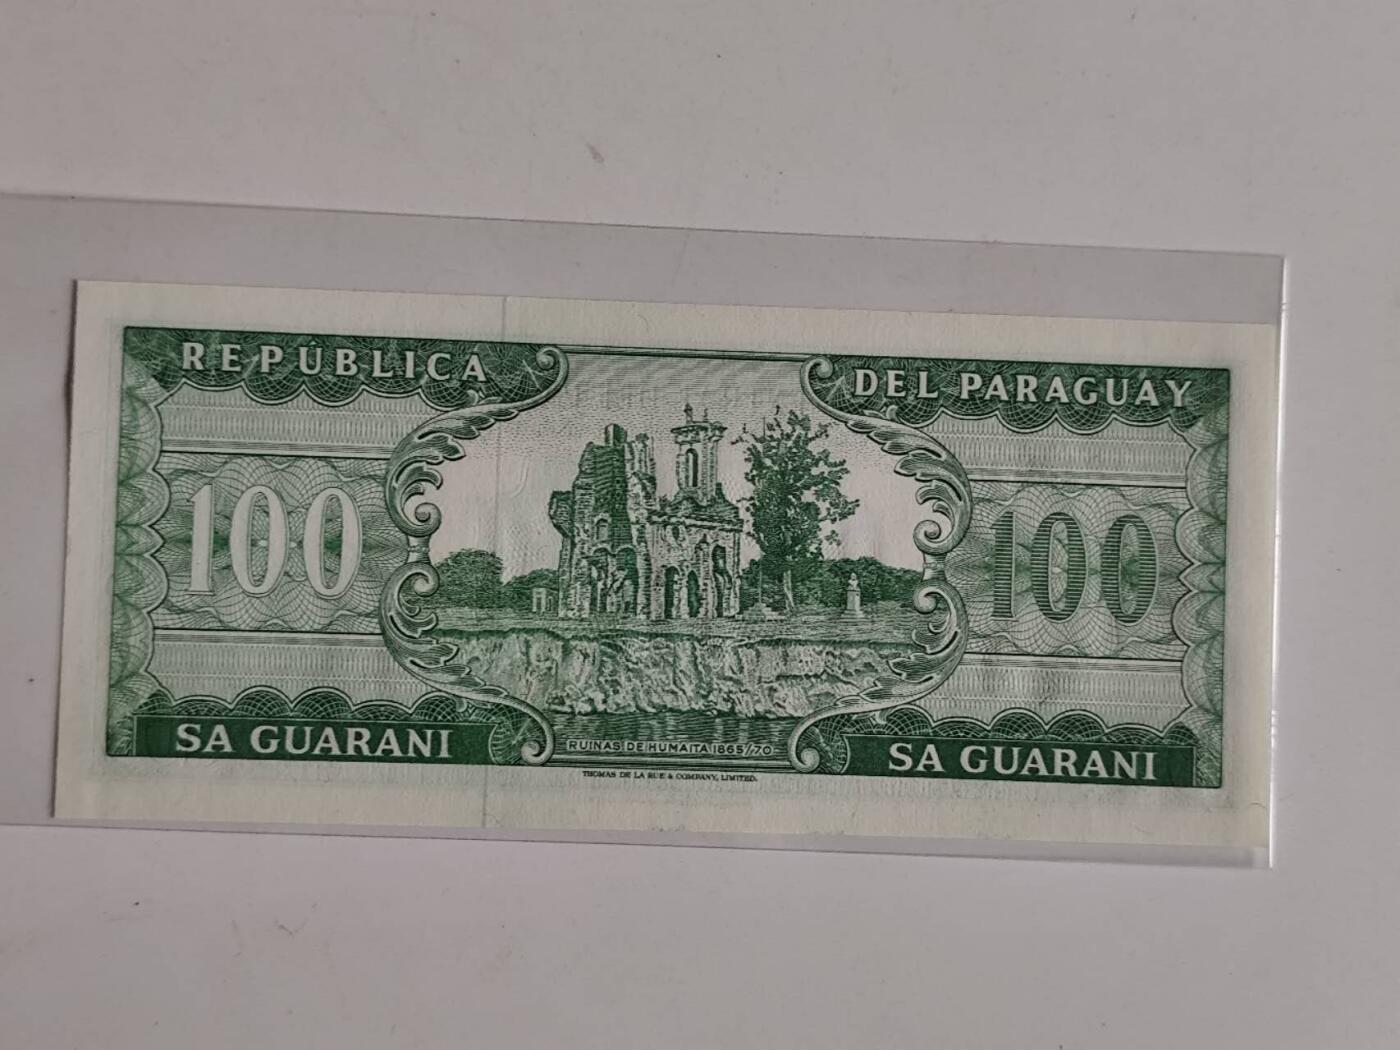 REPÚBLICA DEL PARAGUAY
100 100
SA GUARANI SA GUARANI
RUINAS DE HUMAITA 1865/70
THOMAS DE LA RUE & COMPANY, LIMITED.